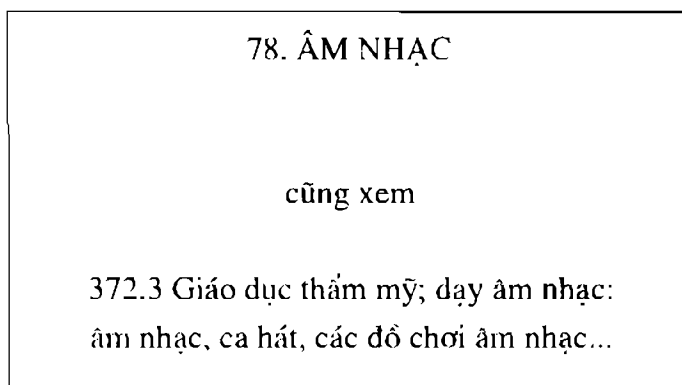 78. ÂM NHẠC
cũng xem
372.3 Giáo dục thẩm mỹ; dạy âm nhạc:
âm nhạc, ca hát, các đồ chơi âm nhạc...